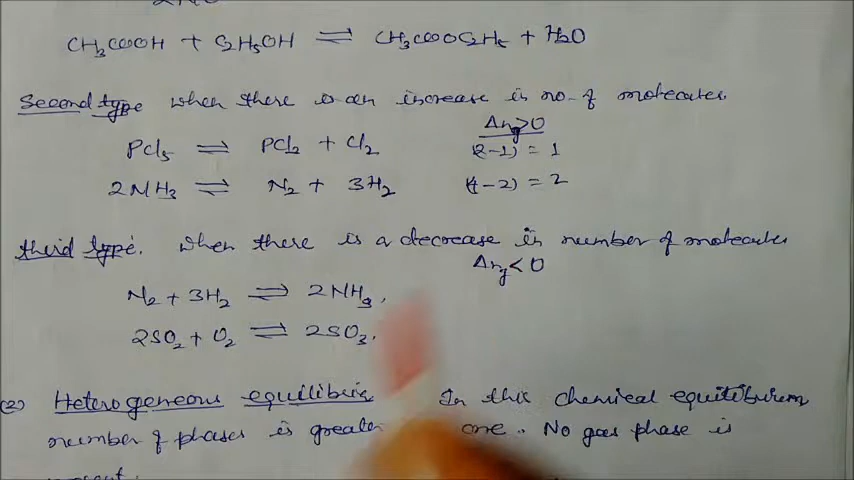 CH3COOH + C2H5OH ⇌ CH3COOC2H5 + H2O
Second type when there is an increase in no. of molecules.
Δng>0
PCl5 ⇌ PCl2 + Cl2 (2-1) = 1
2NH3 ⇌ N2 + 3H2 (4-2) = 2
third type. when there is a decrease in number of molecules
Δng<0
N2 + 3H2 ⇌ 2NH3,
2SO2 + O2 ⇌ 2SO3.
(2) Heterogeneous equilibria In this chemical equilibrium
number of phases is greater one. No gas phase is